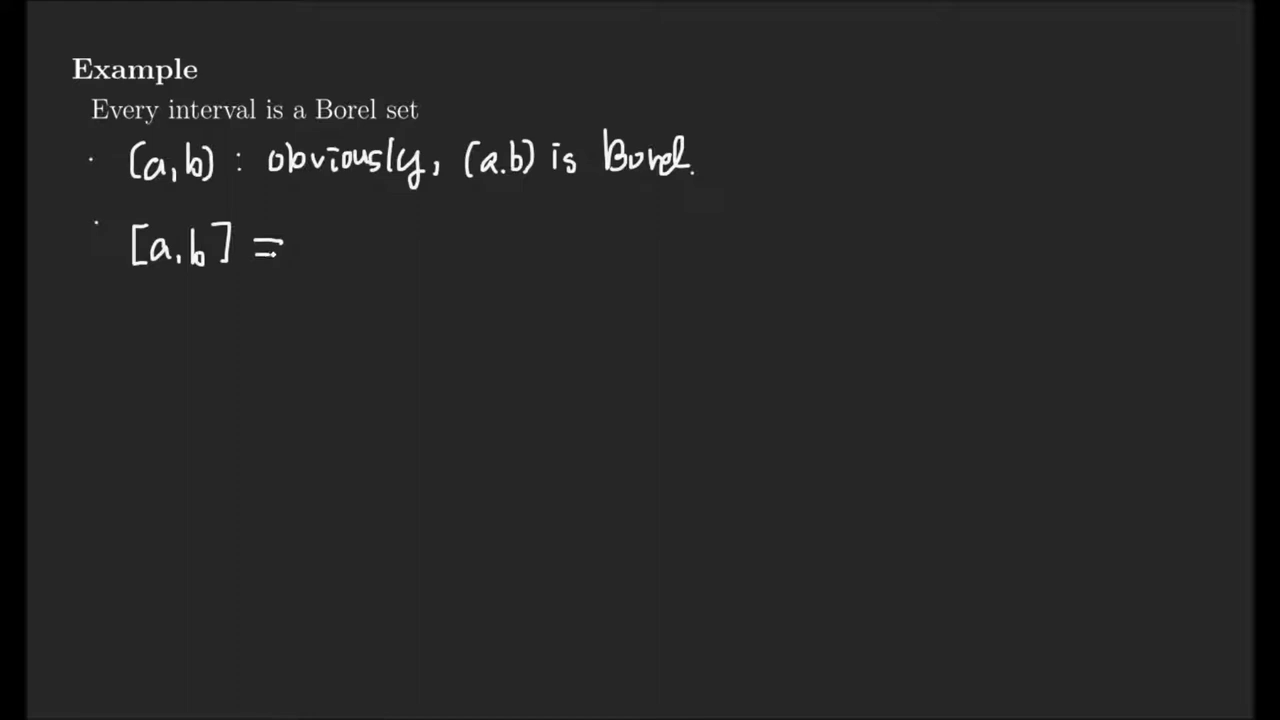 Example
Every interval is a Borel set
· (a,b) : obviously, (a.b) is Borel.
· [a,b] =